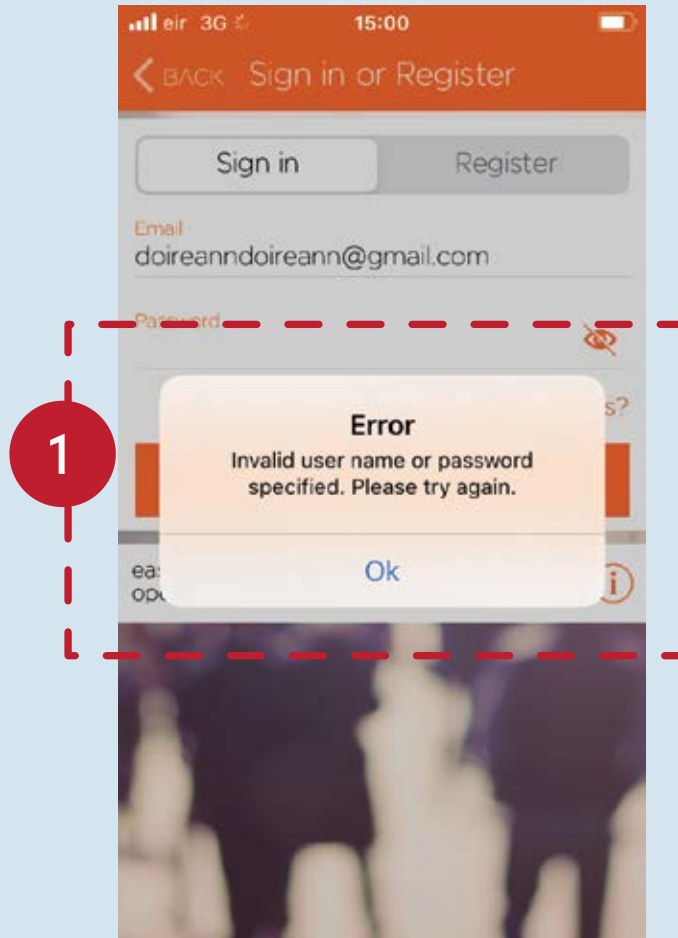 eir 3G 15:00
BACK Sign in or Register
Sign in Register
Email
doireanndoireann@gmail.com
Password
s?
1
Error
Invalid user name or password
specified. Please try again.
Ok
ea
i